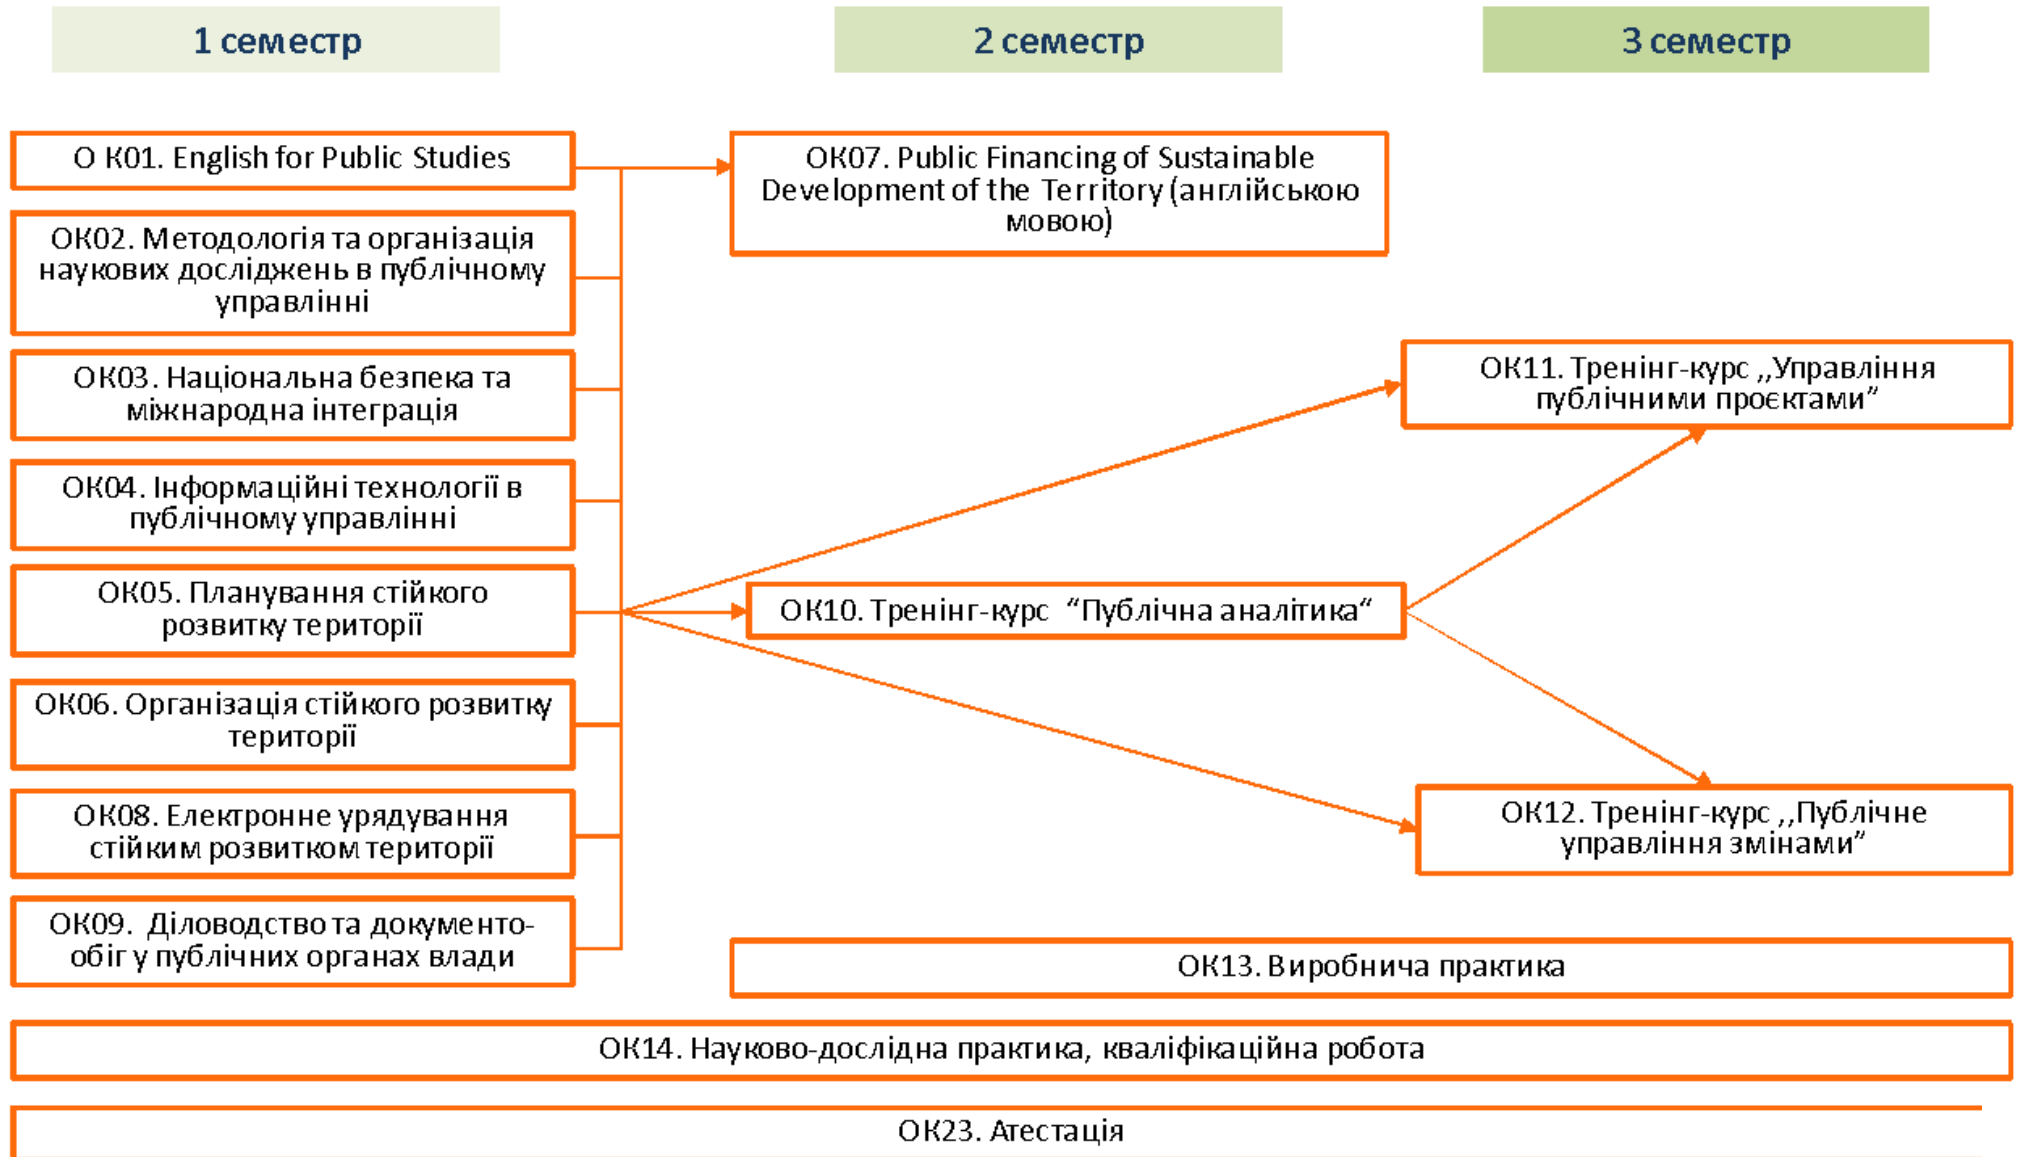 1 семестр
2 семестр
3 семестр
О К01. English for Public Studies
ОК02. Методологія та організація
наукових досліджень в публічному
управлінні
ОК03. Національна безпека та
міжнародна інтеграція
ОК04. Інформаційні технології в
публічному управлінні
ОК05. Планування стійкого
розвитку території
ОК06. Організація стійкого розвитку
території
ОК08. Електронне урядування
стійким розвитком території
ОК09. Діловодство та документо-
обіг у публічних органах влади
ОК07. Public Financing of Sustainable
Development of the Territory (англійською
мовою)
ОК10. Тренінг-курс “Публічна аналітика“
ОК11. Тренінг-курс ,,Управління
публічними проєктами”
ОК12. Тренінг-курс ,,Публічне
управління змінами”
ОК13. Виробнича практика
ОК14. Науково-дослідна практика, кваліфікаційна робота
ОК23. Атестація